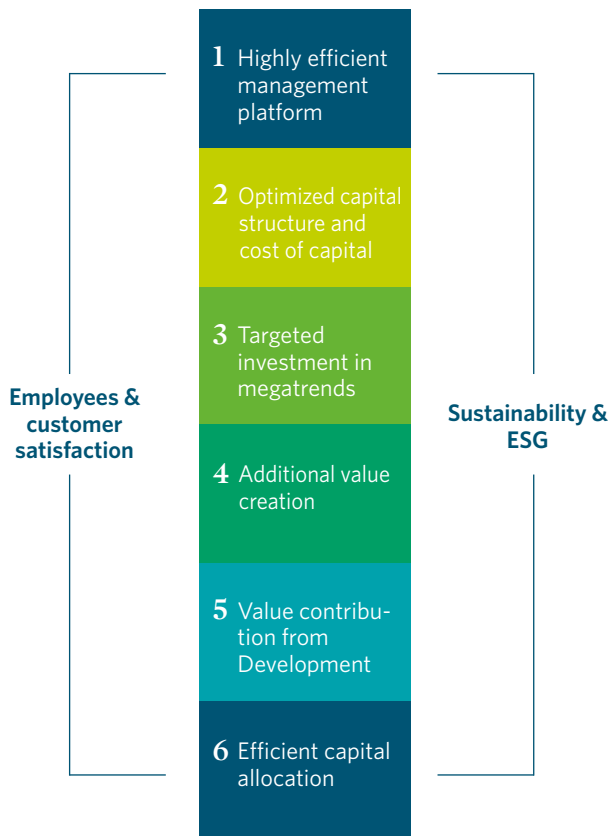 1 Highly efficient
management
platform
2 Optimized capital
structure and
cost of capital
3 Targeted
investment in
megatrends
Employees &
customer
satisfaction
Sustainability &
ESG
4 Additional value
creation
5 Value contribu-
tion from
Development
6 Efficient capital
allocation